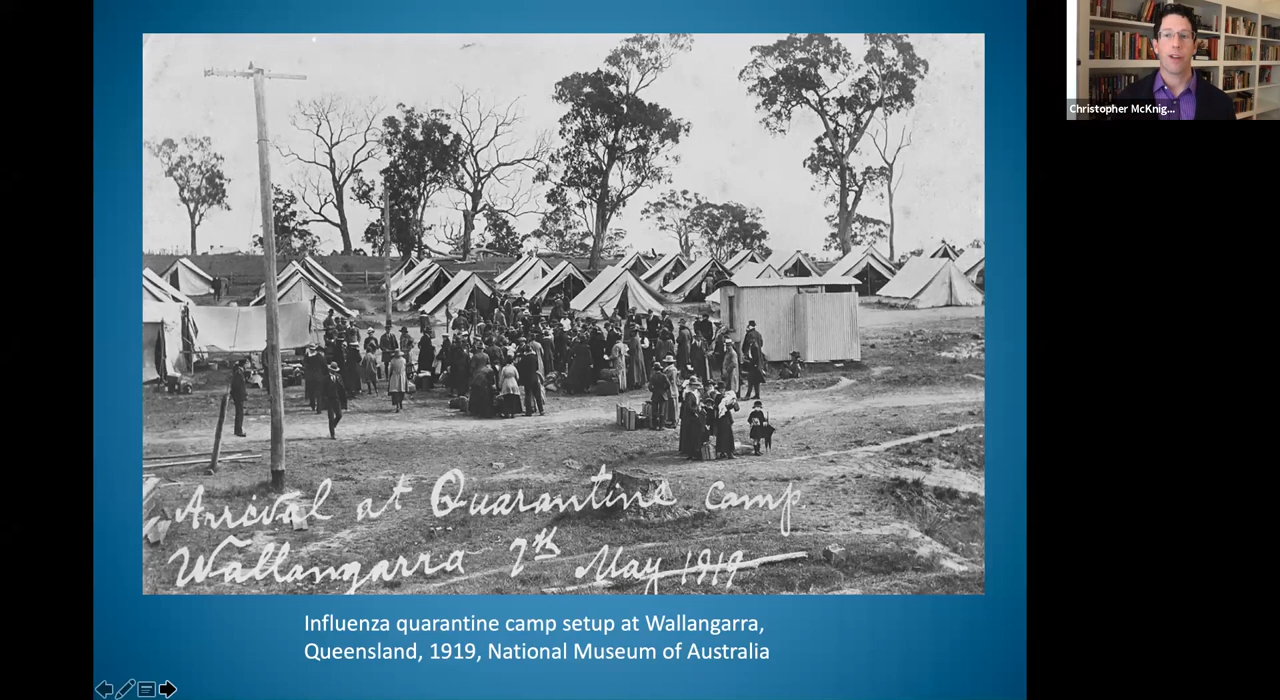 Arrival at Quarantine Camp.
Wallangarra 7th May 1919
Influenza quarantine camp setup at Wallangarra,
Queensland, 1919, National Museum of Australia
Christopher McKnig...